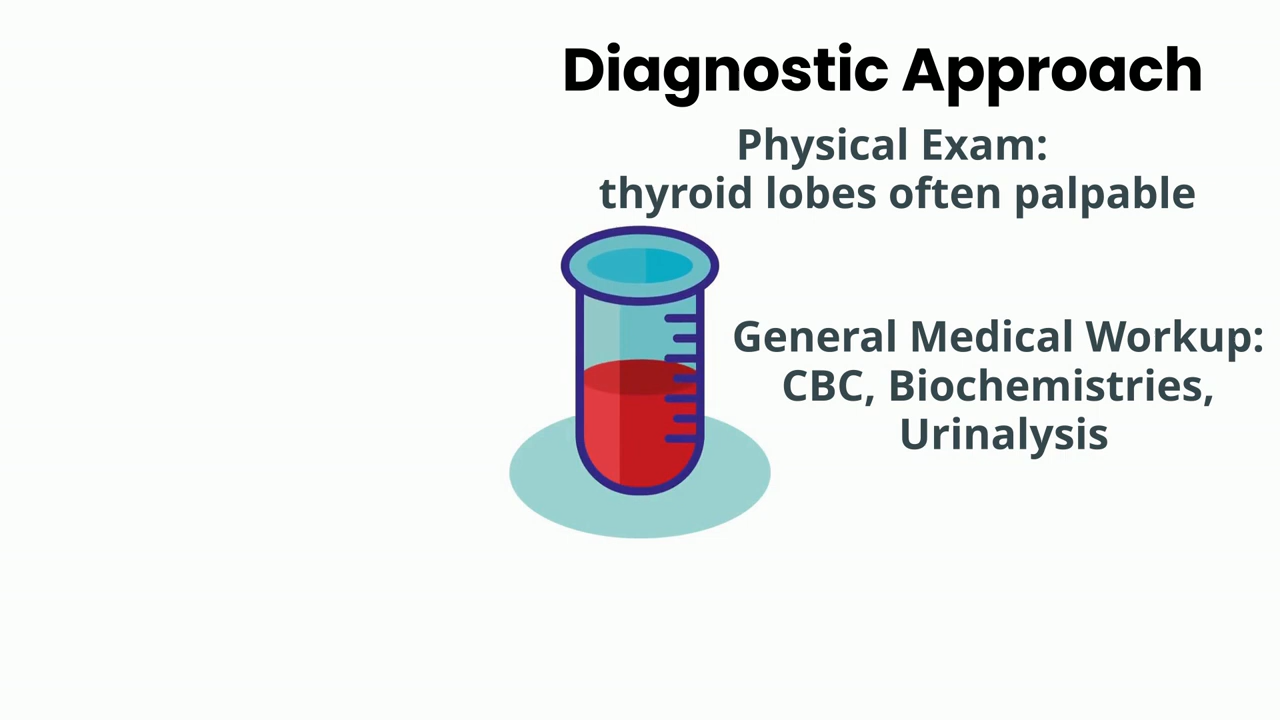 Diagnostic Approach
Physical Exam:
thyroid lobes often palpable
General Medical Workup:
CBC, Biochemistries,
Urinalysis